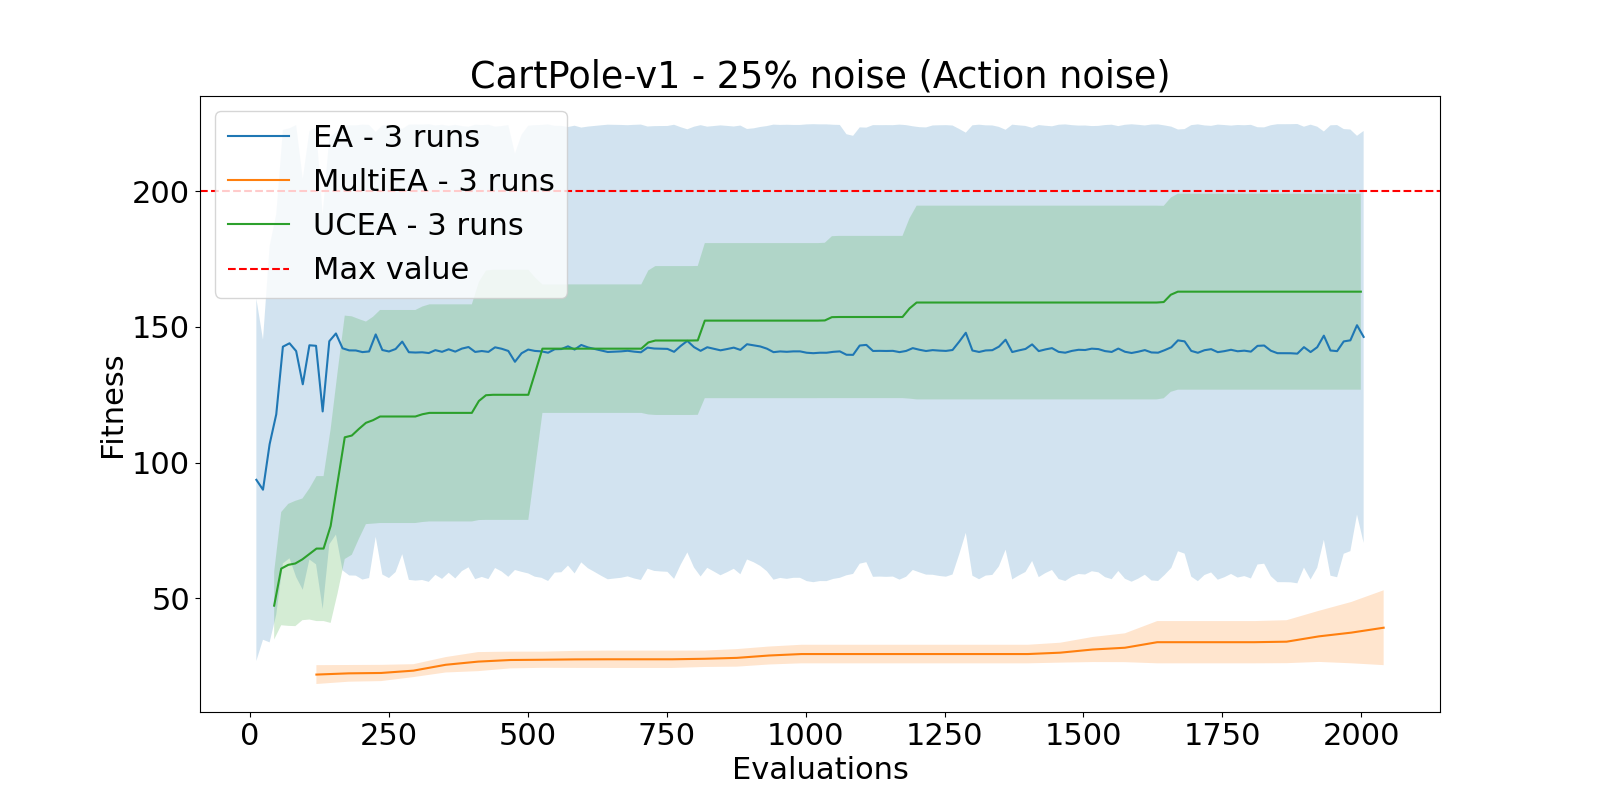 CartPole-v1 - 25% noise (Action noise)
EA - 3 runs
MultiEA - 3 runs
UCEA - 3 runs
Max value
Fitness
200
150
100
50
0 250 500 750 1000 1250 1500 1750 2000
Evaluations